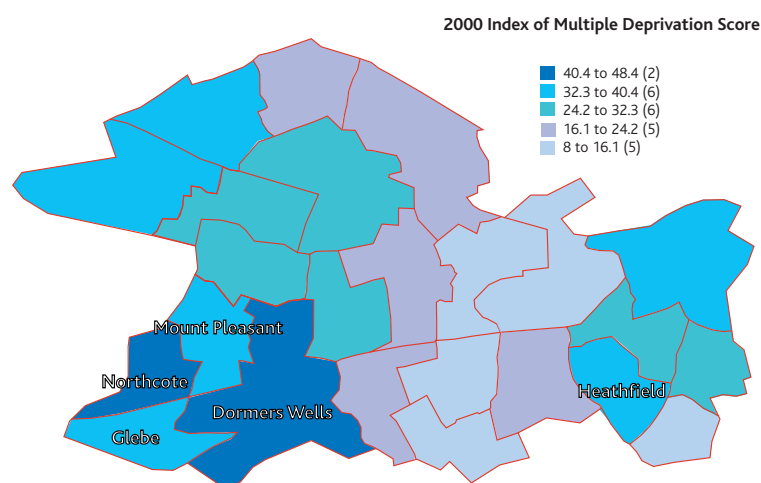 2000 Index of Multiple Deprivation Score
40.4 to 48.4 (2)
32.3 to 40.4 (6)
24.2 to 32.3 (6)
16.1 to 24.2 (5)
8 to 16.1 (5)
Mount Pleasant
Northcote
Heathfield
Dormers Wells
Glebe